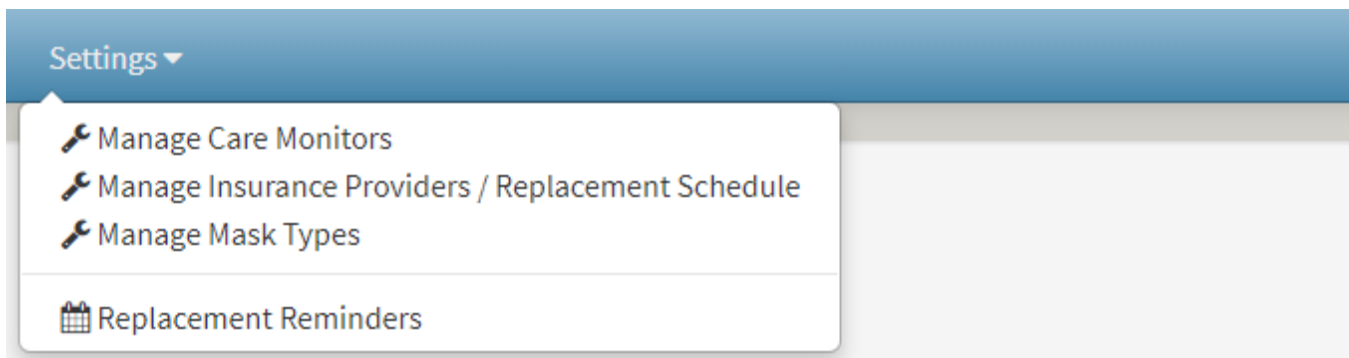 Settings
Manage Care Monitors
Manage Insurance Providers / Replacement Schedule
Manage Mask Types
Replacement Reminders